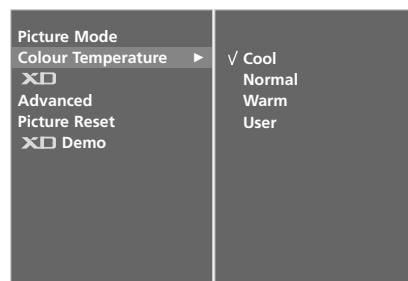 Picture Mode
Colour Temperature ►
XD
Advanced
Picture Reset
XD Demo
√ Cool
Normal
Warm
User